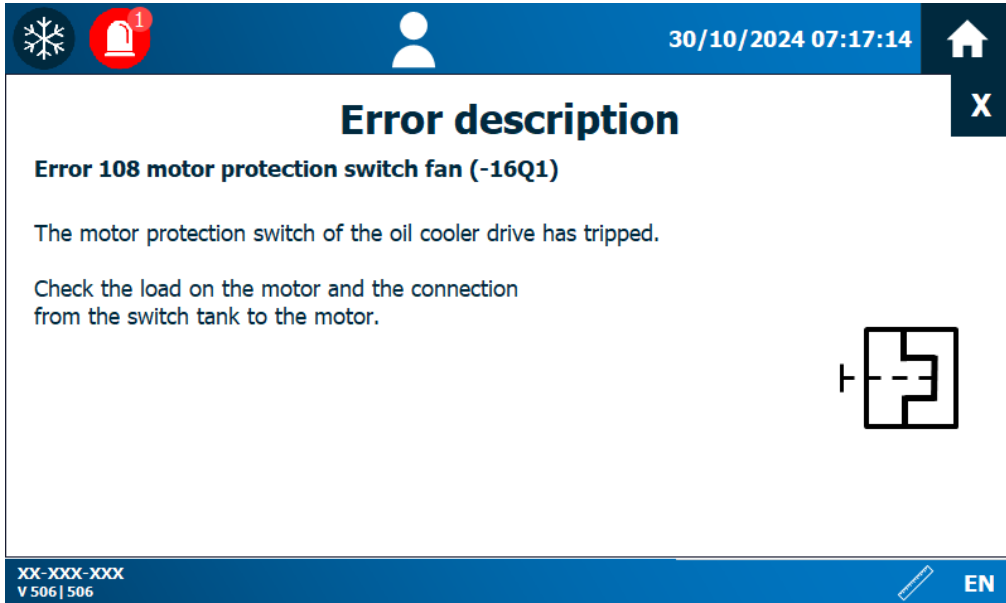 1
30/10/2024 07:17:14
X
Error description
Error 108 motor protection switch fan (-16Q1)
The motor protection switch of the oil cooler drive has tripped.
Check the load on the motor and the connection
from the switch tank to the motor.
XX-XXX-XXX
V 506 | 506
EN